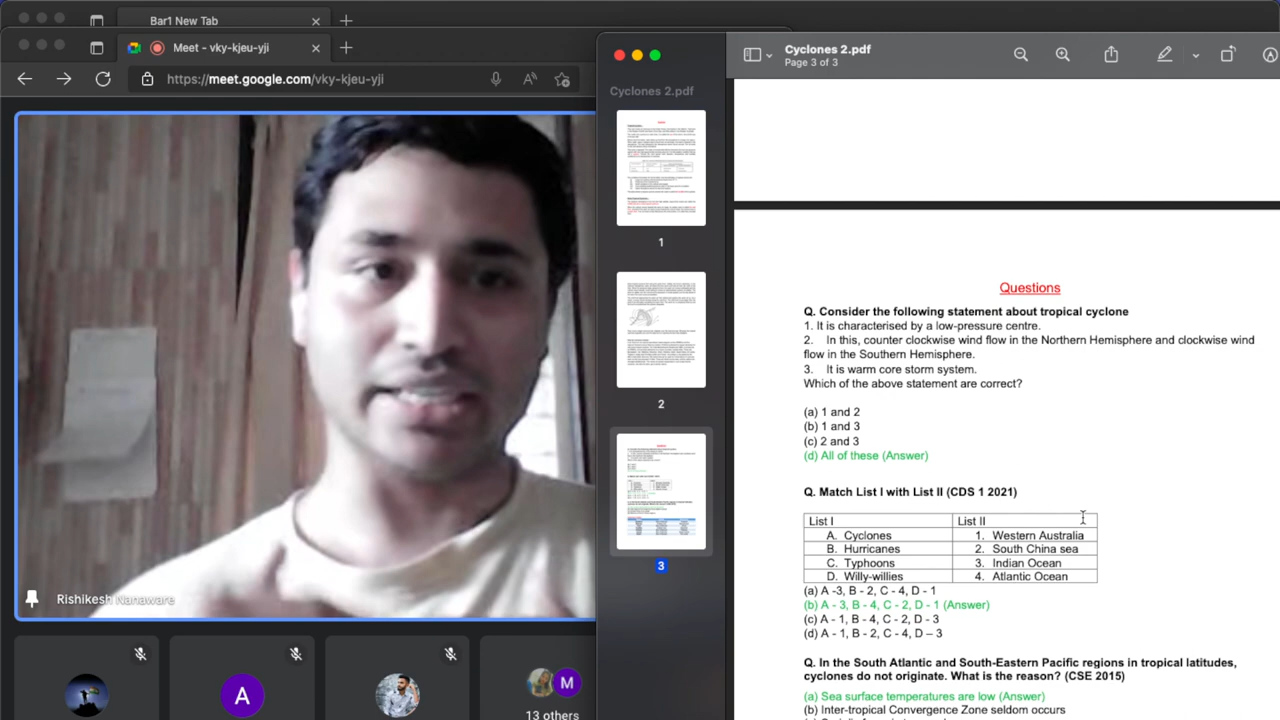 Bar1 New Tab
Meet - vky-kjeu-yji
https://meet.google.com/vky-kjeu-yji
Rishikesh Nanaware
A
M
13 others
Cyclones 2.pdf
Page 3 of 3
Cyclones 2.pdf
1
2
3
Questions
Q. Consider the following statement about tropical cyclone
1. It is characterised by a low-pressure centre.
2. In this, counter clockwise wind flow in the Northern Hemisphere and clockwise wind
flow in the Southern Hemisphere.
3. It is warm core storm system.
Which of the above statement are correct?
(a) 1 and 2
(b) 1 and 3
(c) 2 and 3
(d) All of these (Answer)
Q. Match List I with List II (CDS 1 2021)
List I List II
A. Cyclones 1. Western Australia
B. Hurricanes 2. South China sea
C. Typhoons 3. Indian Ocean
D. Willy-willies 4. Atlantic Ocean
(a) A -3, B - 2, C - 4, D - 1
(b) A - 3, B - 4, C - 2, D - 1 (Answer)
(c) A - 1, B - 4, C - 2, D - 3
(d) A - 1, B - 2, C - 4, D – 3
Q. In the South Atlantic and South-Eastern Pacific regions in tropical latitudes,
cyclones do not originate. What is the reason? (CSE 2015)
(a) Sea surface temperatures are low (Answer)
(b) Inter-tropical Convergence Zone seldom occurs